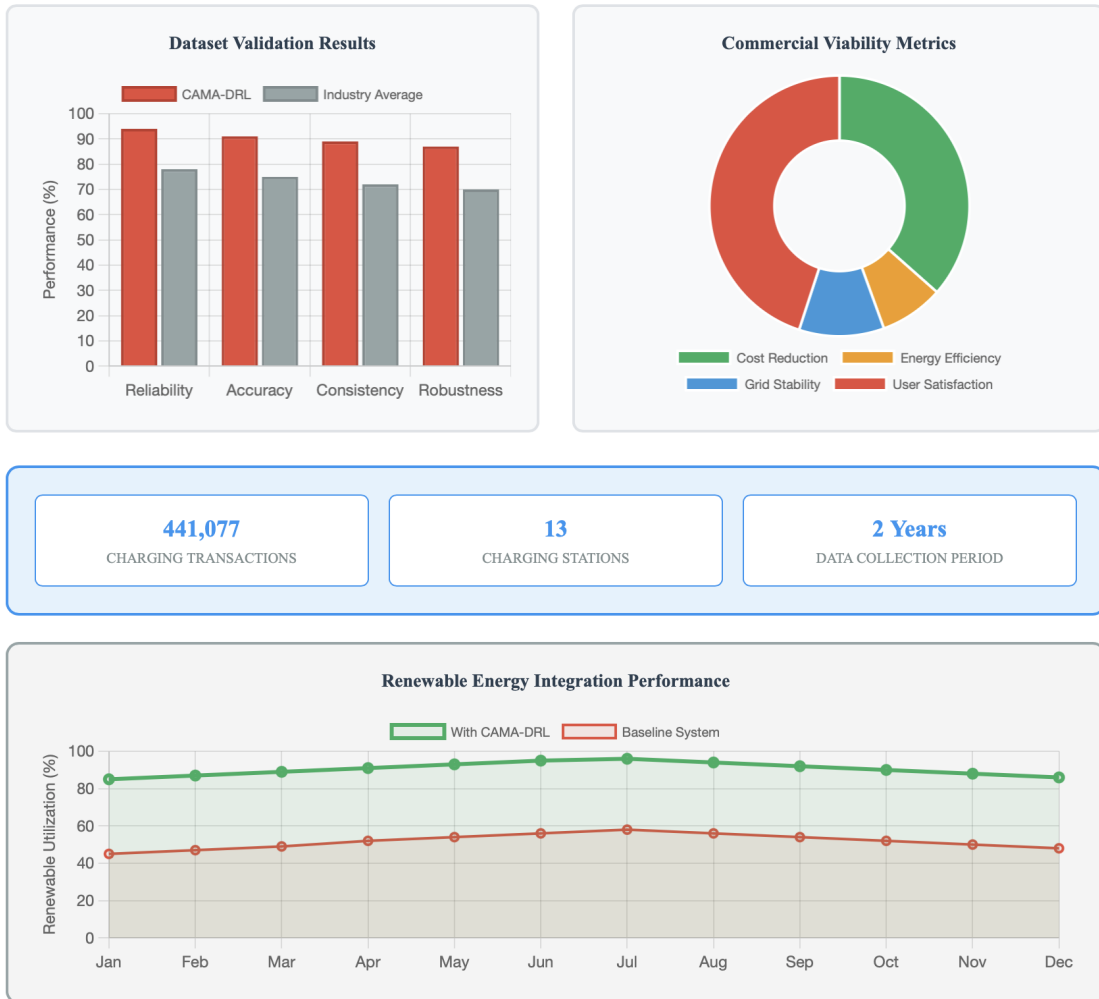 Dataset Validation Results
CAMA-DRL Industry Average
100
90
80
70
60
50
40
30
20
10
0
Performance (%)
Reliability Accuracy Consistency Robustness
Commercial Viability Metrics
Cost Reduction Energy Efficiency
Grid Stability User Satisfaction
441,077
CHARGING TRANSACTIONS
13
CHARGING STATIONS
2 Years
DATA COLLECTION PERIOD
Renewable Energy Integration Performance
With CAMA-DRL Baseline System
100
80
60
40
20
0
Renewable Utilization (%)
Jan Feb Mar Apr May Jun Jul Aug Sep Oct Nov Dec